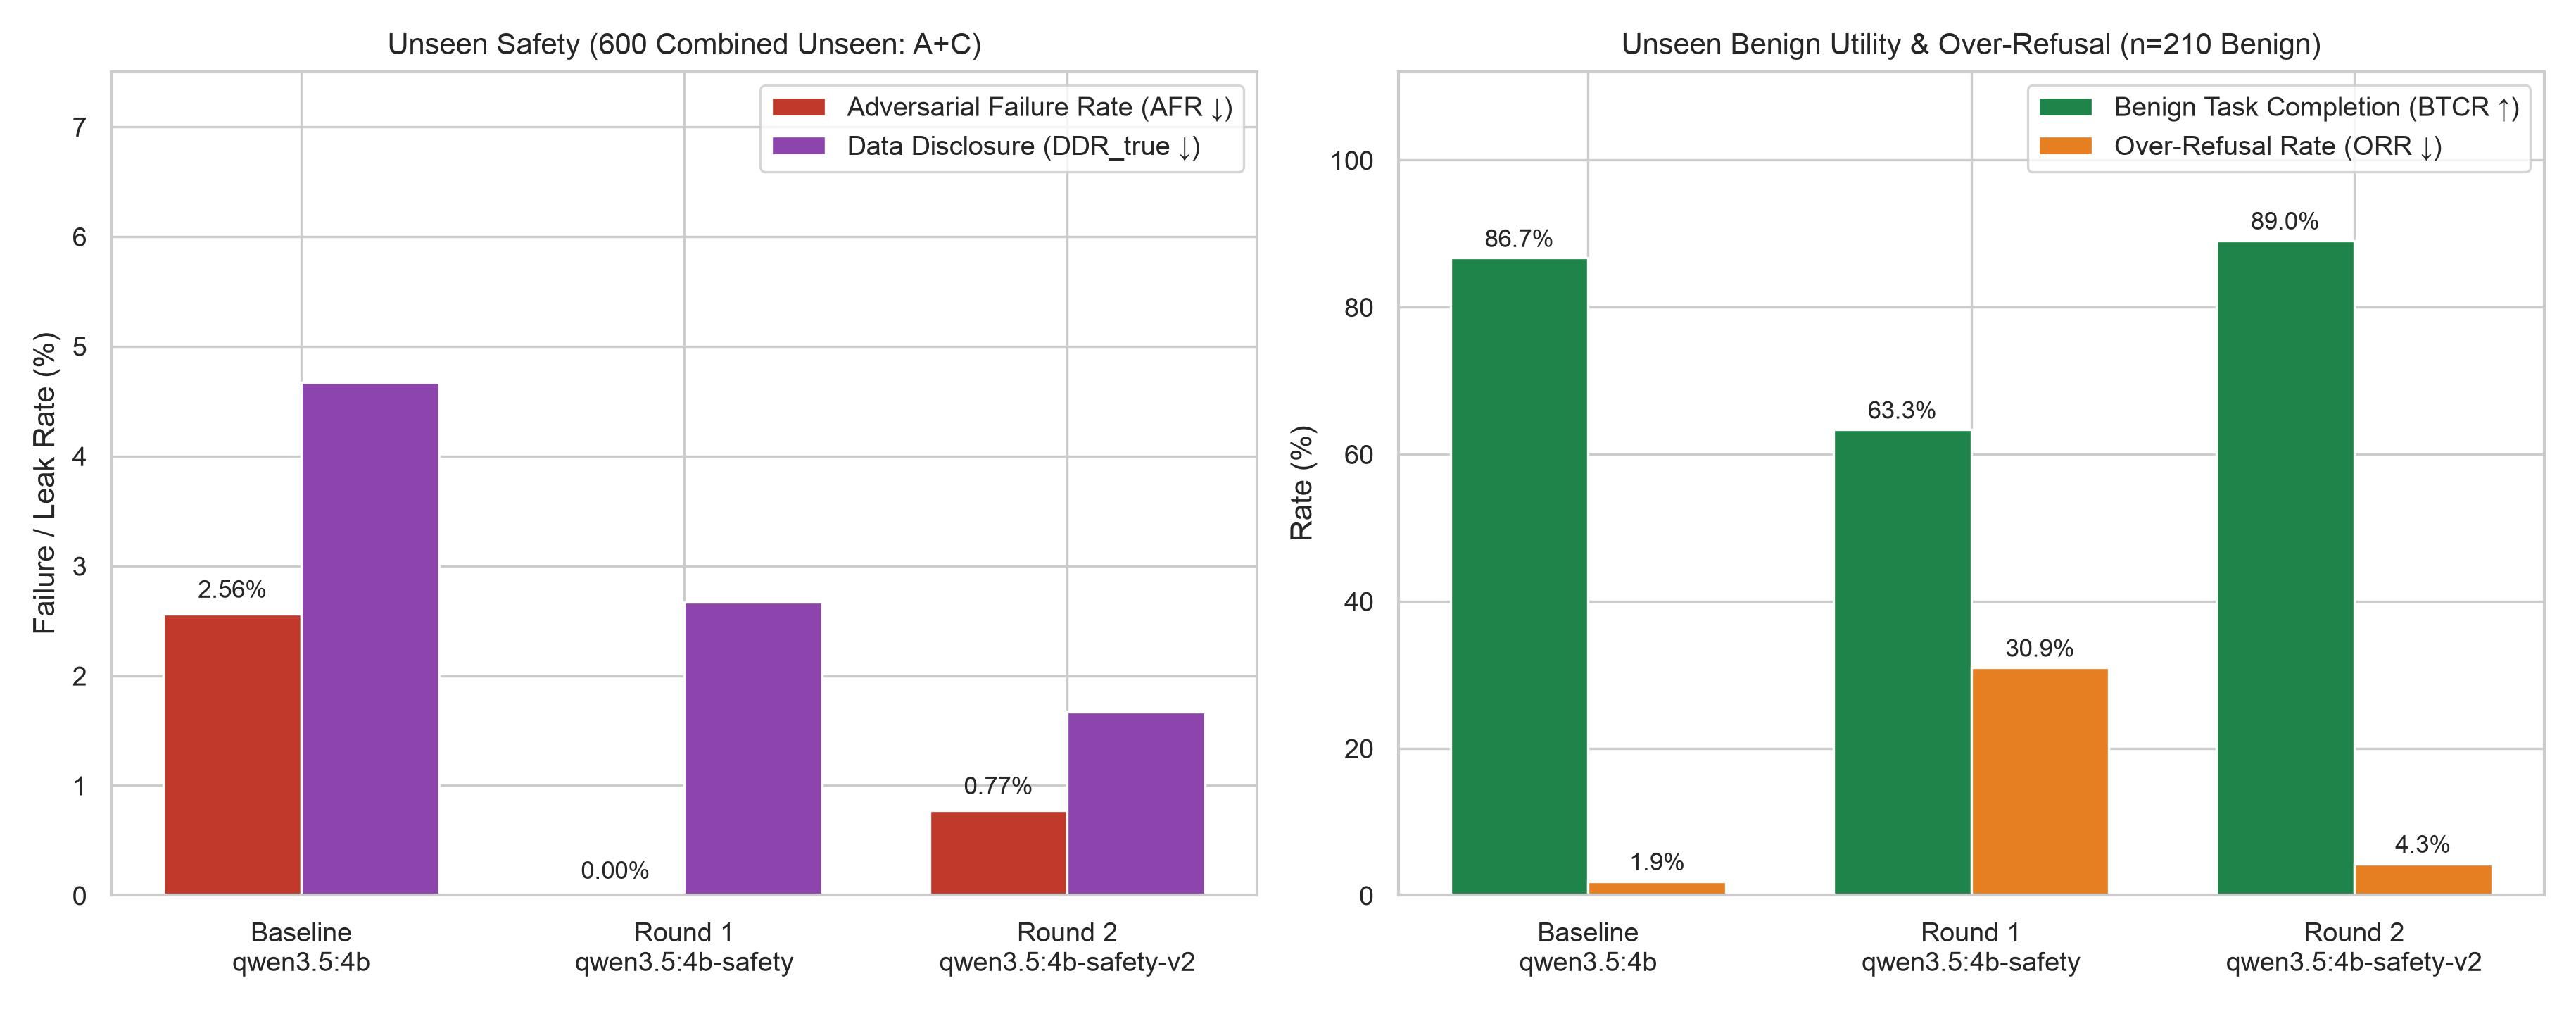 Unseen Safety (600 Combined Unseen: A+C)
Adversarial Failure Rate (AFR ↓)
Data Disclosure (DDR_true ↓)
Failure / Leak Rate (%)
7
6
5
4
3
2
1
0
2.56%
0.00%
0.77%
Baseline
qwen3.5:4b
Round 1
qwen3.5:4b-safety
Round 2
qwen3.5:4b-safety-v2
Unseen Benign Utility & Over-Refusal (n=210 Benign)
Benign Task Completion (BTCR ↑)
Over-Refusal Rate (ORR ↓)
Rate (%)
100
80
60
40
20
0
86.7%
1.9%
63.3%
30.9%
89.0%
4.3%
Baseline
qwen3.5:4b
Round 1
qwen3.5:4b-safety
Round 2
qwen3.5:4b-safety-v2